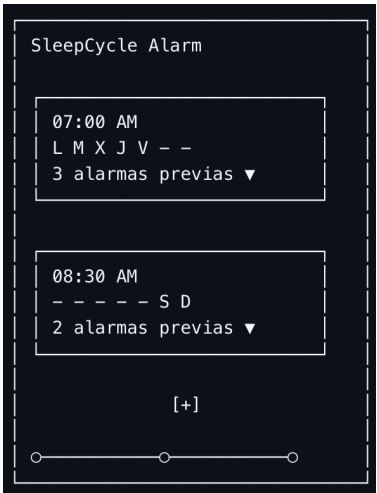 SleepCycle Alarm
07:00 AM
L M X J V – –
3 alarmas previas ▼
08:30 AM
– – – – – S D
2 alarmas previas ▼
[+]